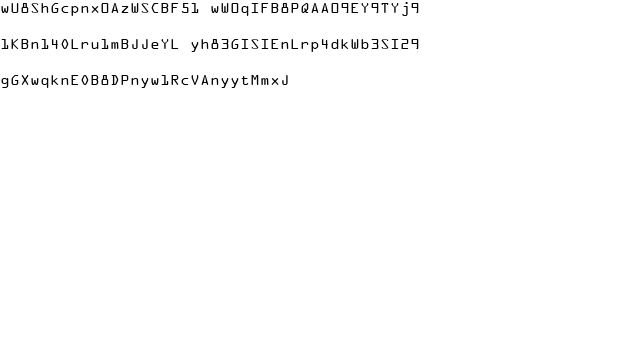 wU8ShGcpnxOAzWSCBF51 wWOqIFB8PQAAO9EY9TYj9
1KBn140Lru1mBJJeYL yh83GISIEnLrp4dkWb3SI29
gGXwqknE0B8DPnyw1RcVAnyytMmxJ